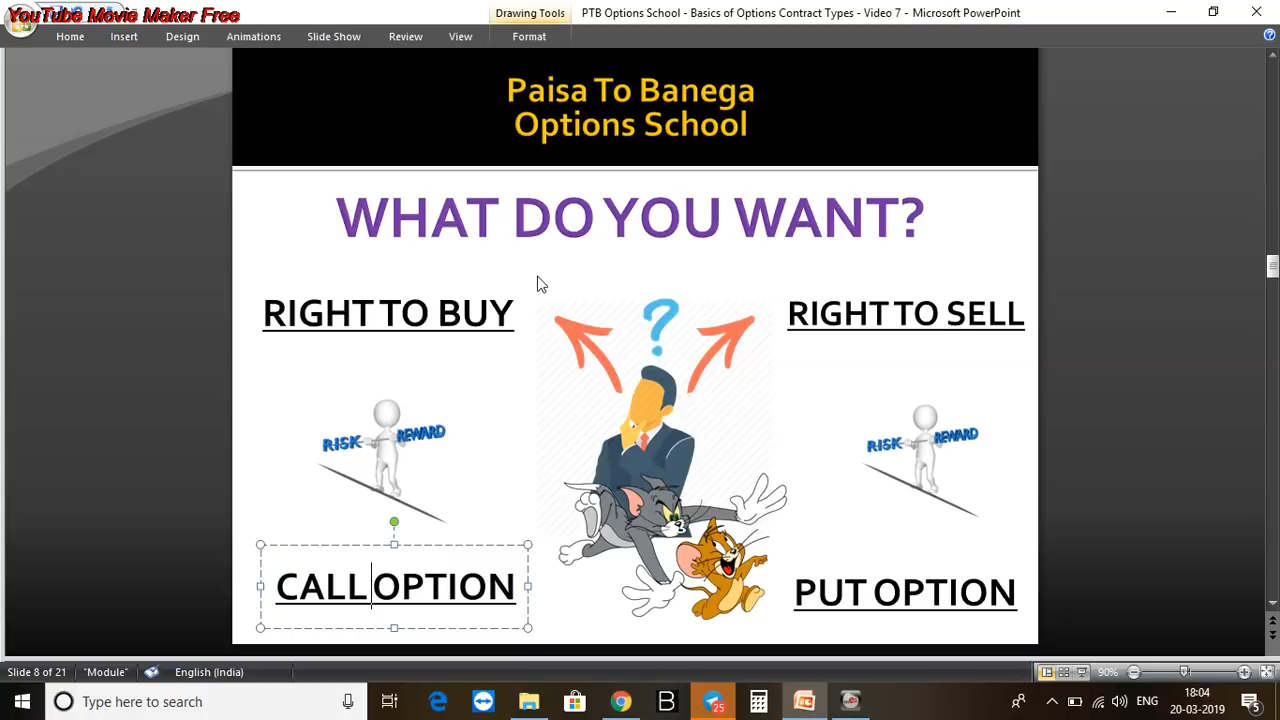 YouTube Movie Maker Free
Drawing Tools
PTB Options School - Basics of Options Contract Types - Video 7 - Microsoft PowerPoint
Home Insert Design Animations Slide Show Review View Format
Paisa To Banega
Options School
WHAT DO YOU WANT?
RIGHT TO BUY
RIGHT TO SELL
?
RISK REWARD
RISK REWARD
CALL OPTION
PUT OPTION
Slide 8 of 21 "Module" English (India) 90%
Type here to search
25
ENG
18:04
20-03-2019
5